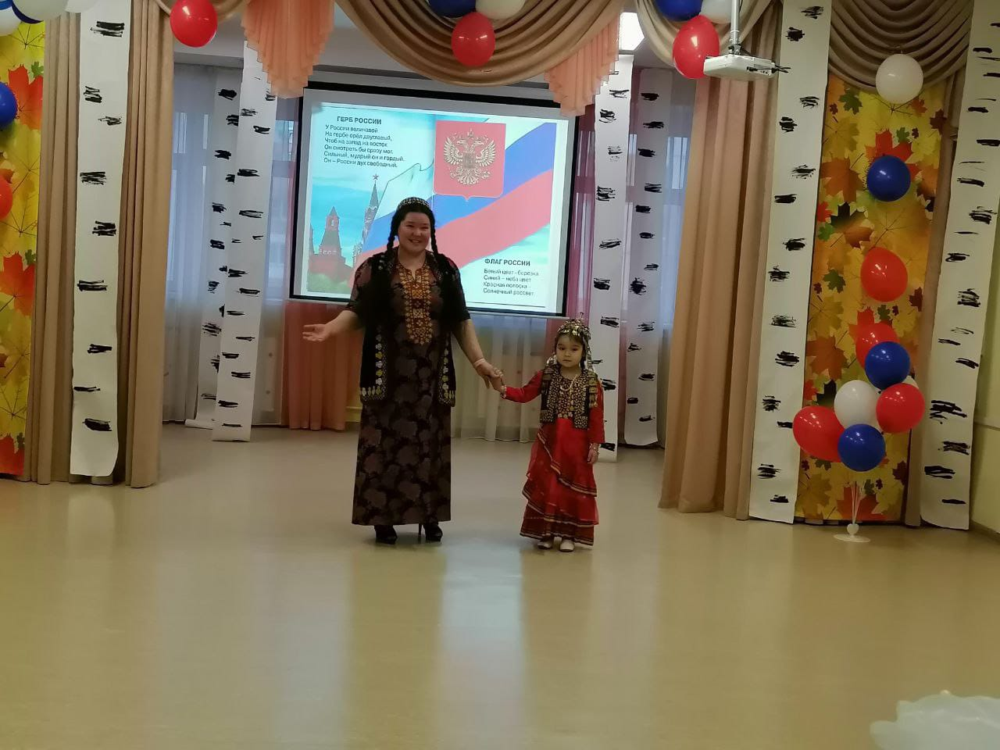 ГЕРБ РОССИИ
У России величавой
На гербе орёл двуглавый,
Чтоб на запад на восток
Он смотреть бы сразу мог.
Сильный, мудрый он и гордый.
Он – России дух свободный.
ФЛАГ РОССИИ
Белый цвет - березка
Синий – неба цвет
Красная полоска -
Солнечный рассвет